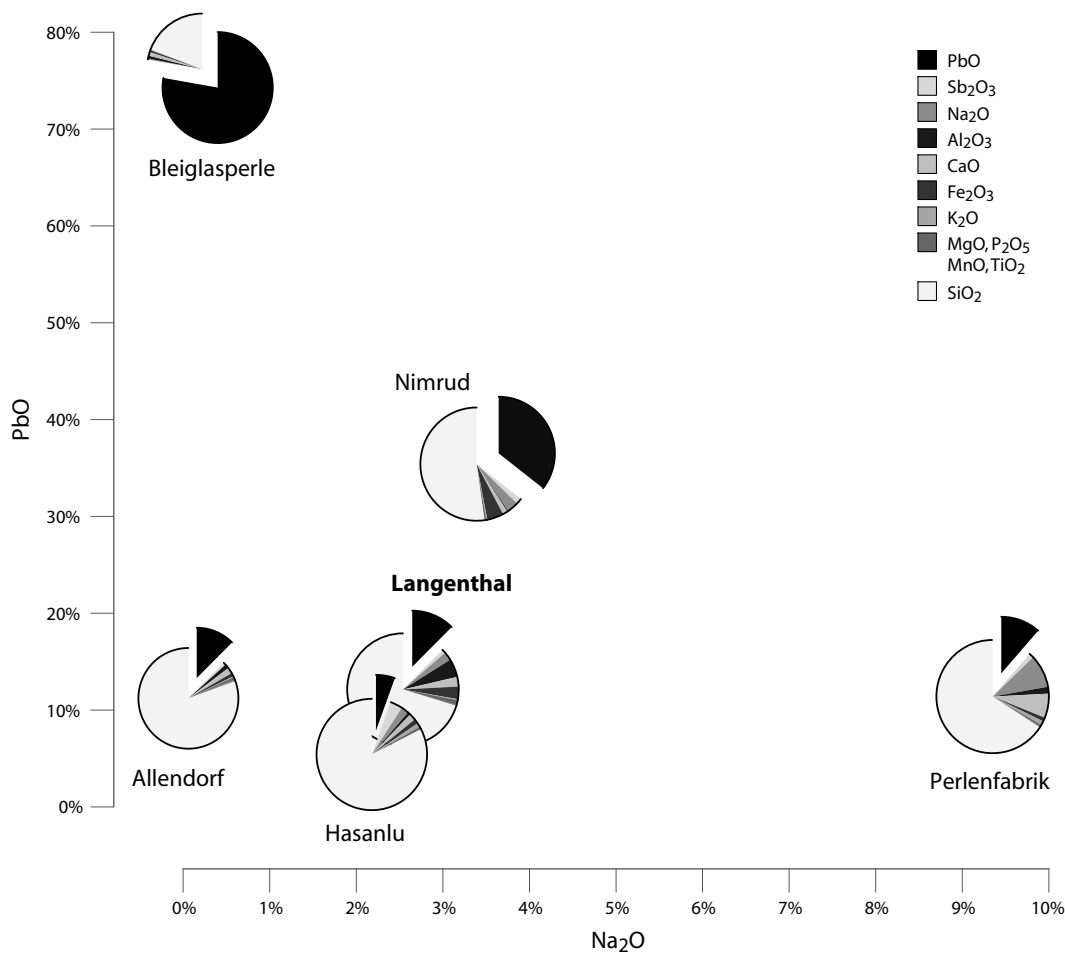 80%
70%
60%
50%
40%
30%
20%
10%
0%
PbO
PbO
Sb₂O₃
Na₂O
Al₂O₃
CaO
Fe₂O₃
K₂O
MgO, P₂O₅
MnO, TiO₂
SiO₂
Bleiglasperle
Nimrud
Langenthal
Allendorf
Hasanlu
Perlenfabrik
0% 1% 2% 3% 4% 5% 6% 7% 8% 9% 10%
Na₂O